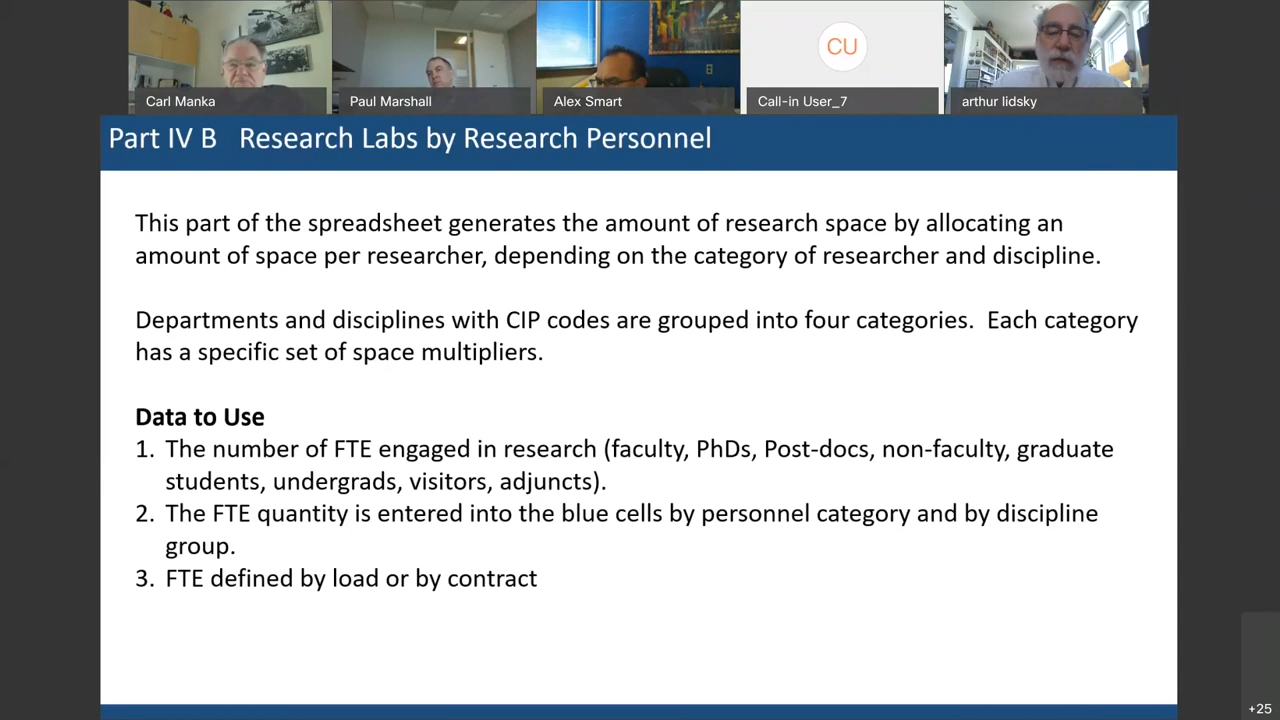 Carl Manka
Paul Marshall
Alex Smart
CU
Call-in User_7
arthur lidsky
Part IV B Research Labs by Research Personnel
This part of the spreadsheet generates the amount of research space by allocating an
amount of space per researcher, depending on the category of researcher and discipline.
Departments and disciplines with CIP codes are grouped into four categories. Each category
has a specific set of space multipliers.
Data to Use
1. The number of FTE engaged in research (faculty, PhDs, Post-docs, non-faculty, graduate
students, undergrads, visitors, adjuncts).
2. The FTE quantity is entered into the blue cells by personnel category and by discipline
group.
3. FTE defined by load or by contract
+25